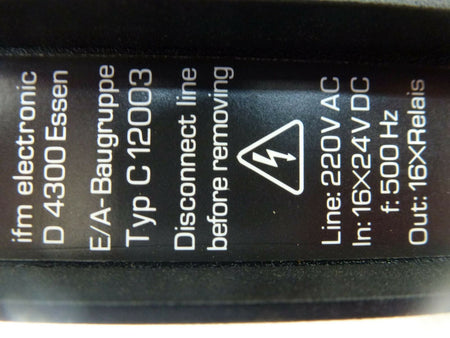 ifm electronic
D 4300 Essen
E/A-Baugruppe
Typ C 12003
Disconnect line
before removing
Line: 220V AC
In: 16X24V DC
f: 500 Hz
Out: 16XRelais